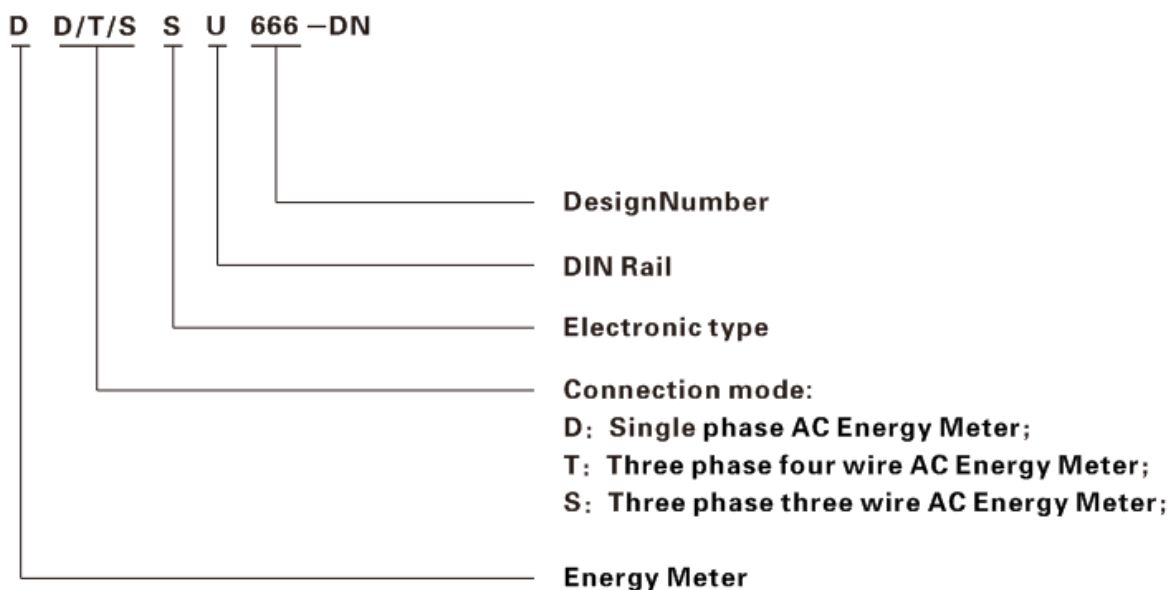 D D/T/S S U 666 –DN
DesignNumber
DIN Rail
Electronic type
Connection mode:
D: Single phase AC Energy Meter;
T: Three phase four wire AC Energy Meter;
S: Three phase three wire AC Energy Meter;
Energy Meter